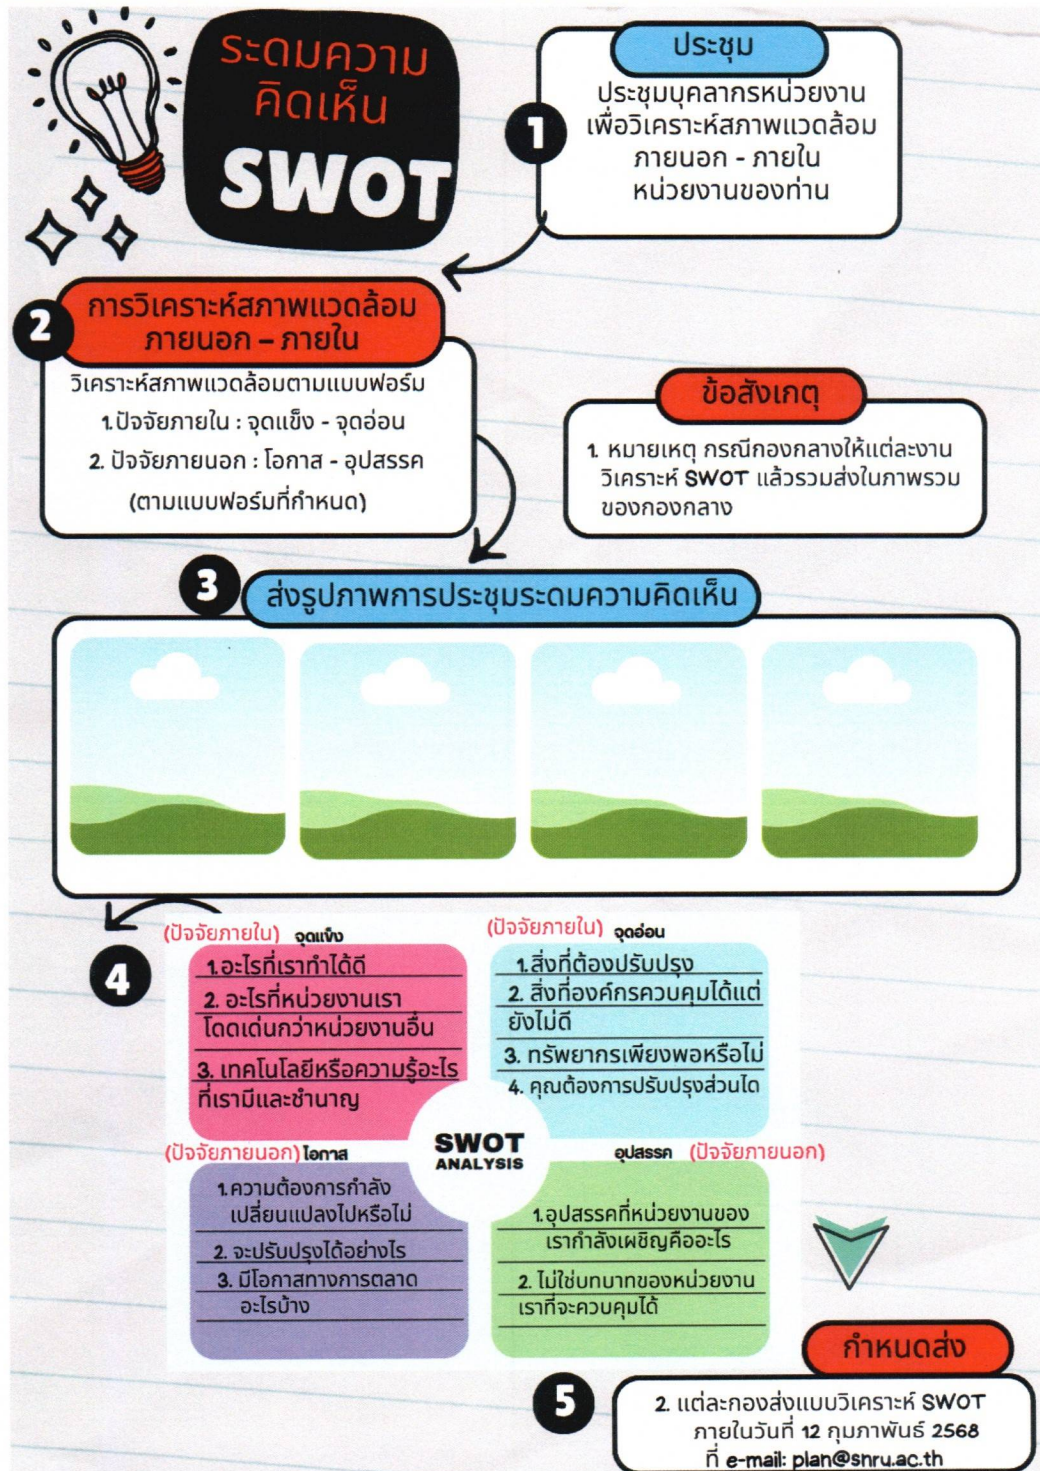 ระดมความ
คิดเห็น
SWOT
1
ประชุม
ประชุมบุคลากรหน่วยงาน
เพื่อวิเคราะห์สภาพแวดล้อม
ภายนอก - ภายใน
หน่วยงานของท่าน
2
การวิเคราะห์สภาพแวดล้อม
ภายนอก – ภายใน
วิเคราะห์สภาพแวดล้อมตามแบบฟอร์ม
1.ปัจจัยภายใน : จุดแข็ง - จุดอ่อน
2. ปัจจัยภายนอก : โอกาส - อุปสรรค
(ตามแบบฟอร์มที่กำหนด)
ข้อสังเกตุ
1. หมายเหตุ กรณีกองกลางให้แต่ละงาน
วิเคราะห์ SWOT แล้วรวมส่งในภาพรวม
ของกองกลาง
3
ส่งรูปภาพการประชุมระดมความคิดเห็น
4
(ปัจจัยภายใน) จุดแข็ง
1.อะไรที่เราทำได้ดี
2. อะไรที่หน่วยงานเรา
โดดเด่นกว่าหน่วยงานอื่น
3. เทคโนโลยีหรือความรู้อะไร
ที่เรามีและชำนาญ
(ปัจจัยภายใน) จุดอ่อน
1.สิ่งที่ต้องปรับปรุง
2. สิ่งที่องค์กรควบคุมได้แต่
ยังไม่ดี
3. ทรัพยากรเพียงพอหรือไม่
4. คุณต้องการปรับปรุงส่วนใด
SWOT
ANALYSIS
(ปัจจัยภายนอก) โอกาส
1.ความต้องการกำลัง
เปลี่ยนแปลงไปหรือไม่
2. จะปรับปรุงได้อย่างไร
3. มีโอกาสทางการตลาด
อะไรบ้าง
อุปสรรค (ปัจจัยภายนอก)
1.อุปสรรคที่หน่วยงานของ
เรากำลังเผชิญคืออะไร
2. ไม่ใช่บทบาทของหน่วยงาน
เราที่จะควบคุมได้
5
กำหนดส่ง
2. แต่ละกองส่งแบบวิเคราะห์ SWOT
ภายในวันที่ 12 กุมภาพันธ์ 2568
ที่ e-mail: plan@snru.ac.th